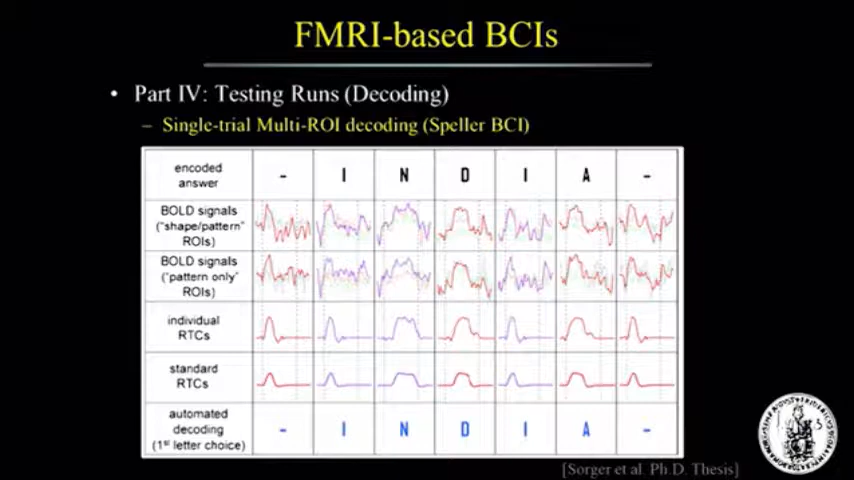 FMRI-based BCIs
• Part IV: Testing Runs (Decoding)
– Single-trial Multi-ROI decoding (Speller BCI)
encoded
answer
- I N D I A -
BOLD signals
("shape/pattern"
ROIs)
BOLD signals
("pattern only"
ROIs)
individual
RTCs
standard
RTCs
automated
decoding
(1st letter choice)
- I N D I A -
[Sorger et al. Ph.D. Thesis]